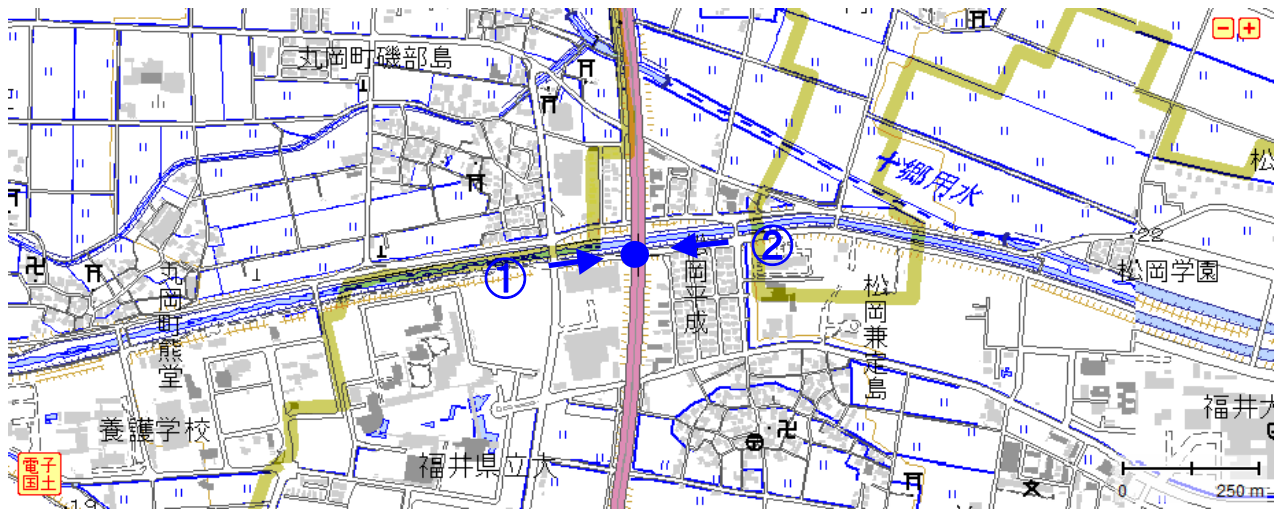 丸岡町磯部島
十郷用水
松
22
松岡学園
①
②
丸岡町熊堂
岡平成
松岡兼定島
養護学校
福井県立大
福井大
電子
国土
19
0
250 m